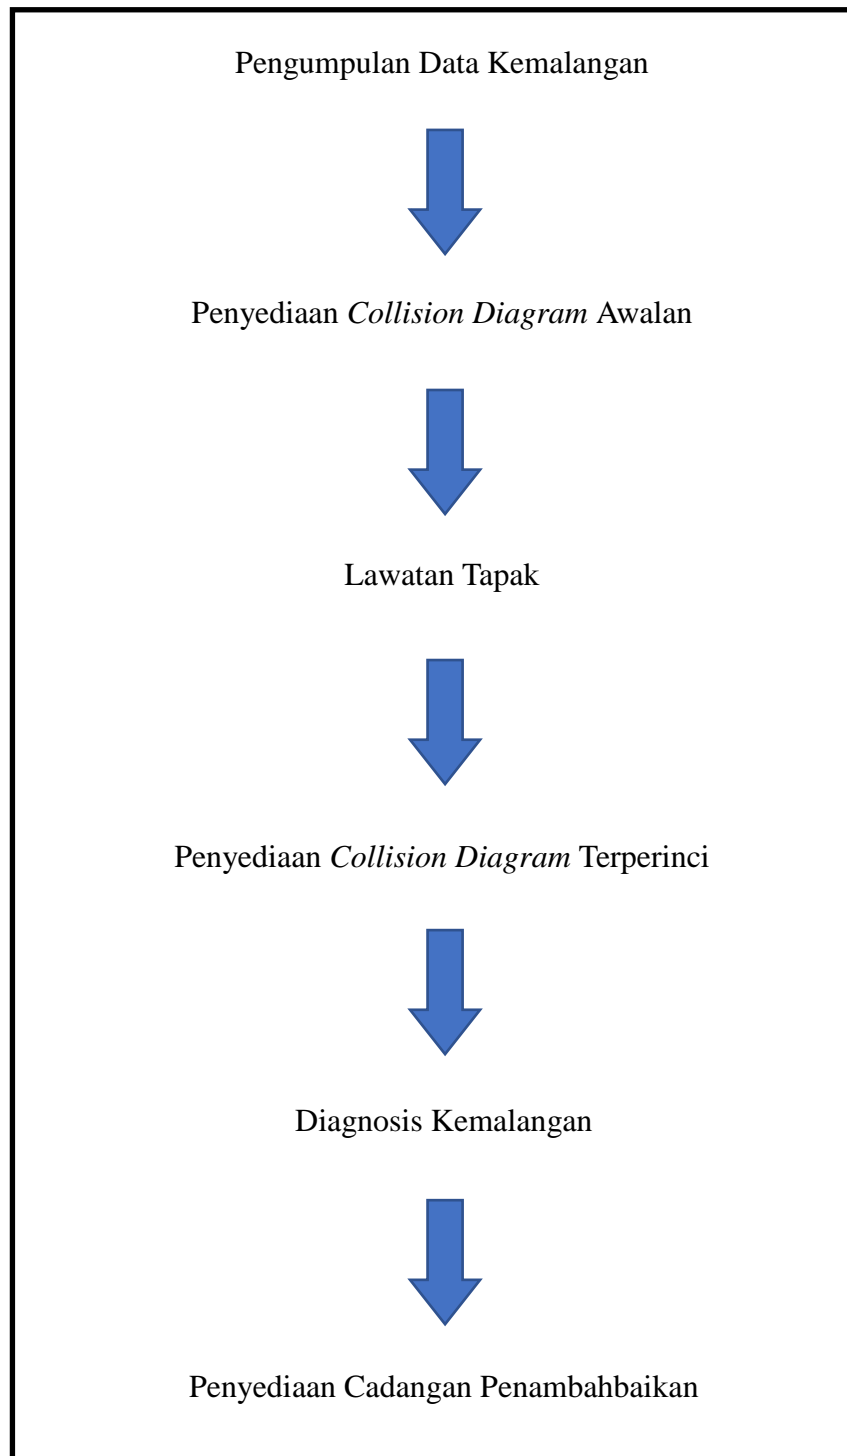 Pengumpulan Data Kemalangan
Penyediaan Collision Diagram Awalan
Lawatan Tapak
Penyediaan Collision Diagram Terperinci
Diagnosis Kemalangan
Penyediaan Cadangan Penambahbaikan